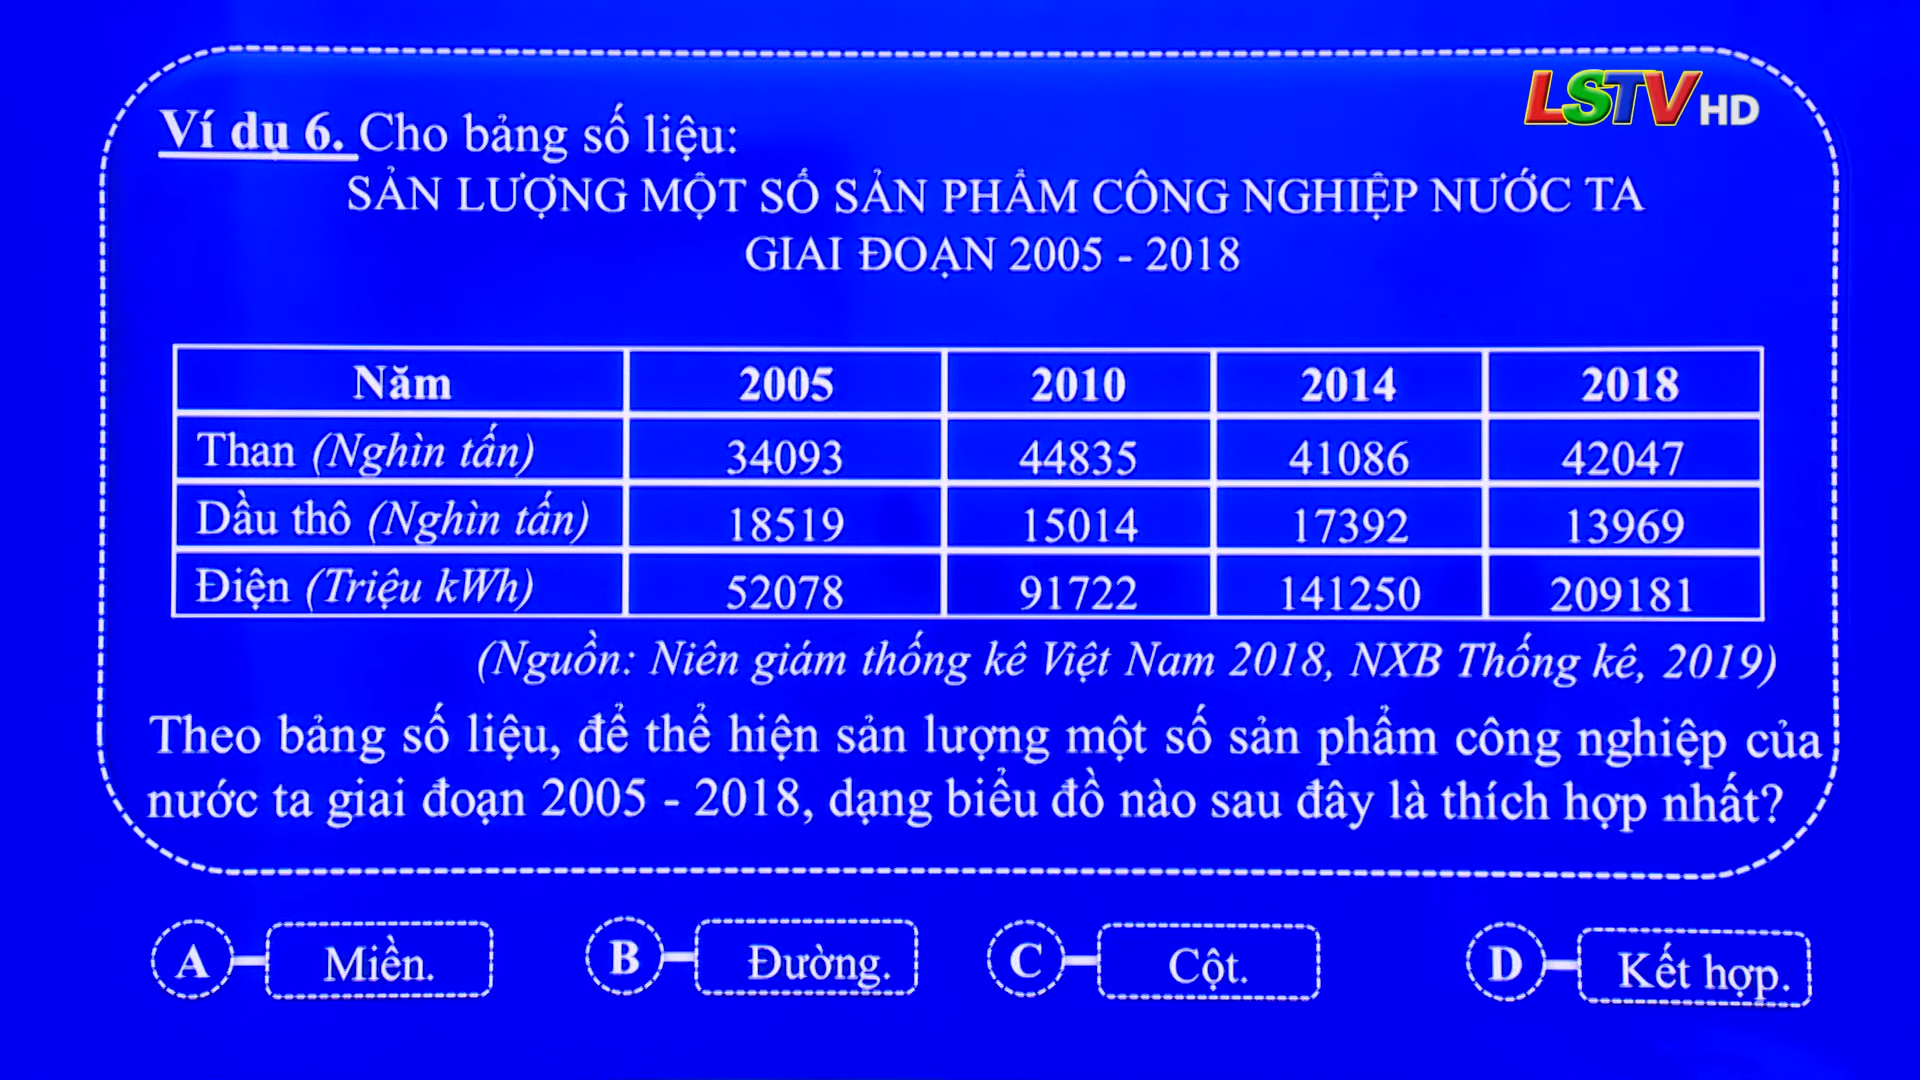 LSTV HD
Ví dụ 6. Cho bảng số liệu:
SẢN LƯỢNG MỘT SỐ SẢN PHẨM CÔNG NGHIỆP NƯỚC TA
GIAI ĐOẠN 2005 - 2018
Năm 2005 2010 2014 2018
Than (Nghìn tấn) 34093 44835 41086 42047
Dầu thô (Nghìn tấn) 18519 15014 17392 13969
Điện (Triệu kWh) 52078 91722 141250 209181
(Nguồn: Niên giám thống kê Việt Nam 2018, NXB Thống kê, 2019)
Theo bảng số liệu, để thể hiện sản lượng một số sản phẩm công nghiệp của
nước ta giai đoạn 2005 - 2018, dạng biểu đồ nào sau đây là thích hợp nhất?
A Miền. B Đường. C Cột. D Kết hợp.